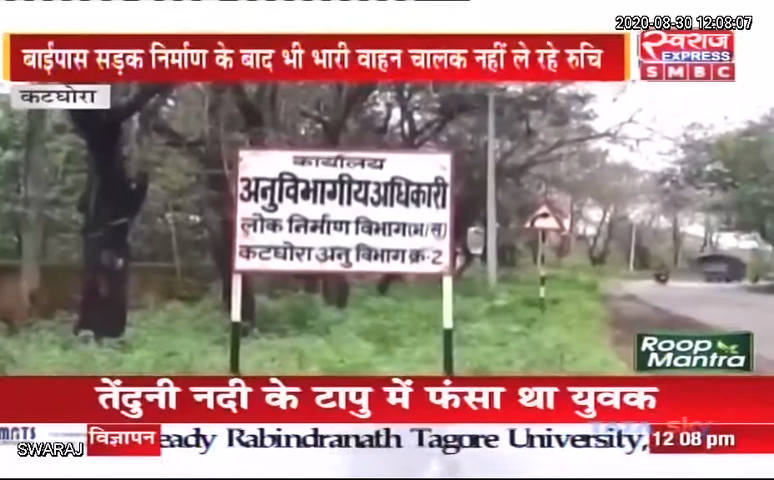 2020-08-30 12:08:07
बाईपास सड़क निर्माण के बाद भी भारी वाहन चालक नहीं ले रहे रुचि
स्वराज
EXPRESS
SMBC
कटघोरा
कार्यालय
अनुविभागीय अधिकारी
लोक निर्माण विभाग (भ/स)
कटघोरा अनु विभाग क्र-2
Roop
Mantra
तेंदुनी नदी के टापु में फंसा था युवक
विज्ञापन eady Rabindranath Tagore University, 12 08 pm
SWARAJ